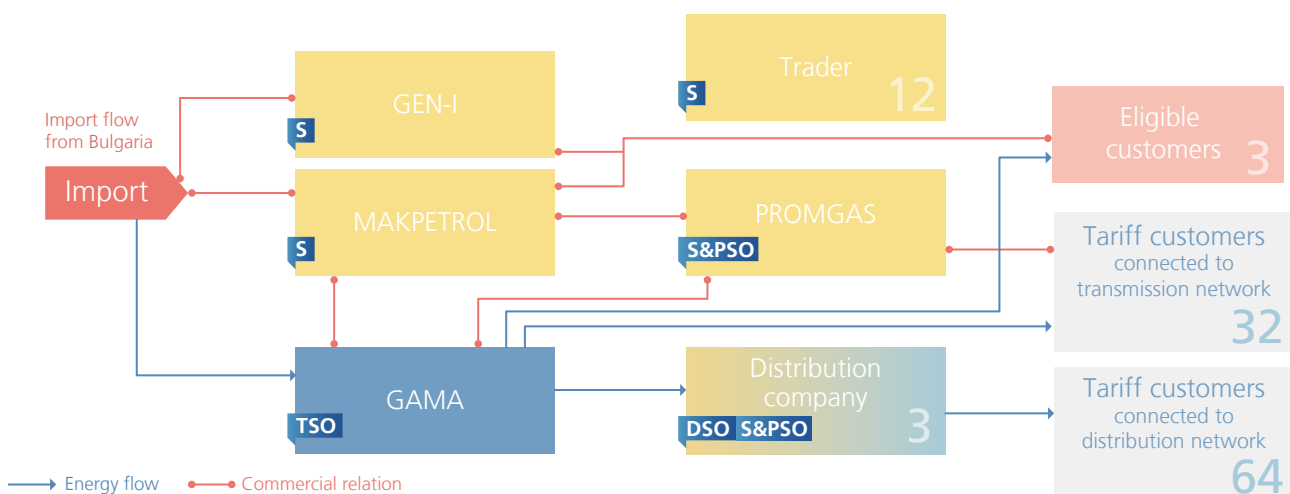 Import flow
from Bulgaria
Import
GEN-I
S
MAKPETROL
S
GAMA
TSO
Trader
12
S
PROMGAS
S&PSO
Distribution
company
3
DSO S&PSO
Eligible
customers 3
Tariff customers
connected to
transmission network
32
Tariff customers
connected to
distribution network
64
Energy flow
Commercial relation